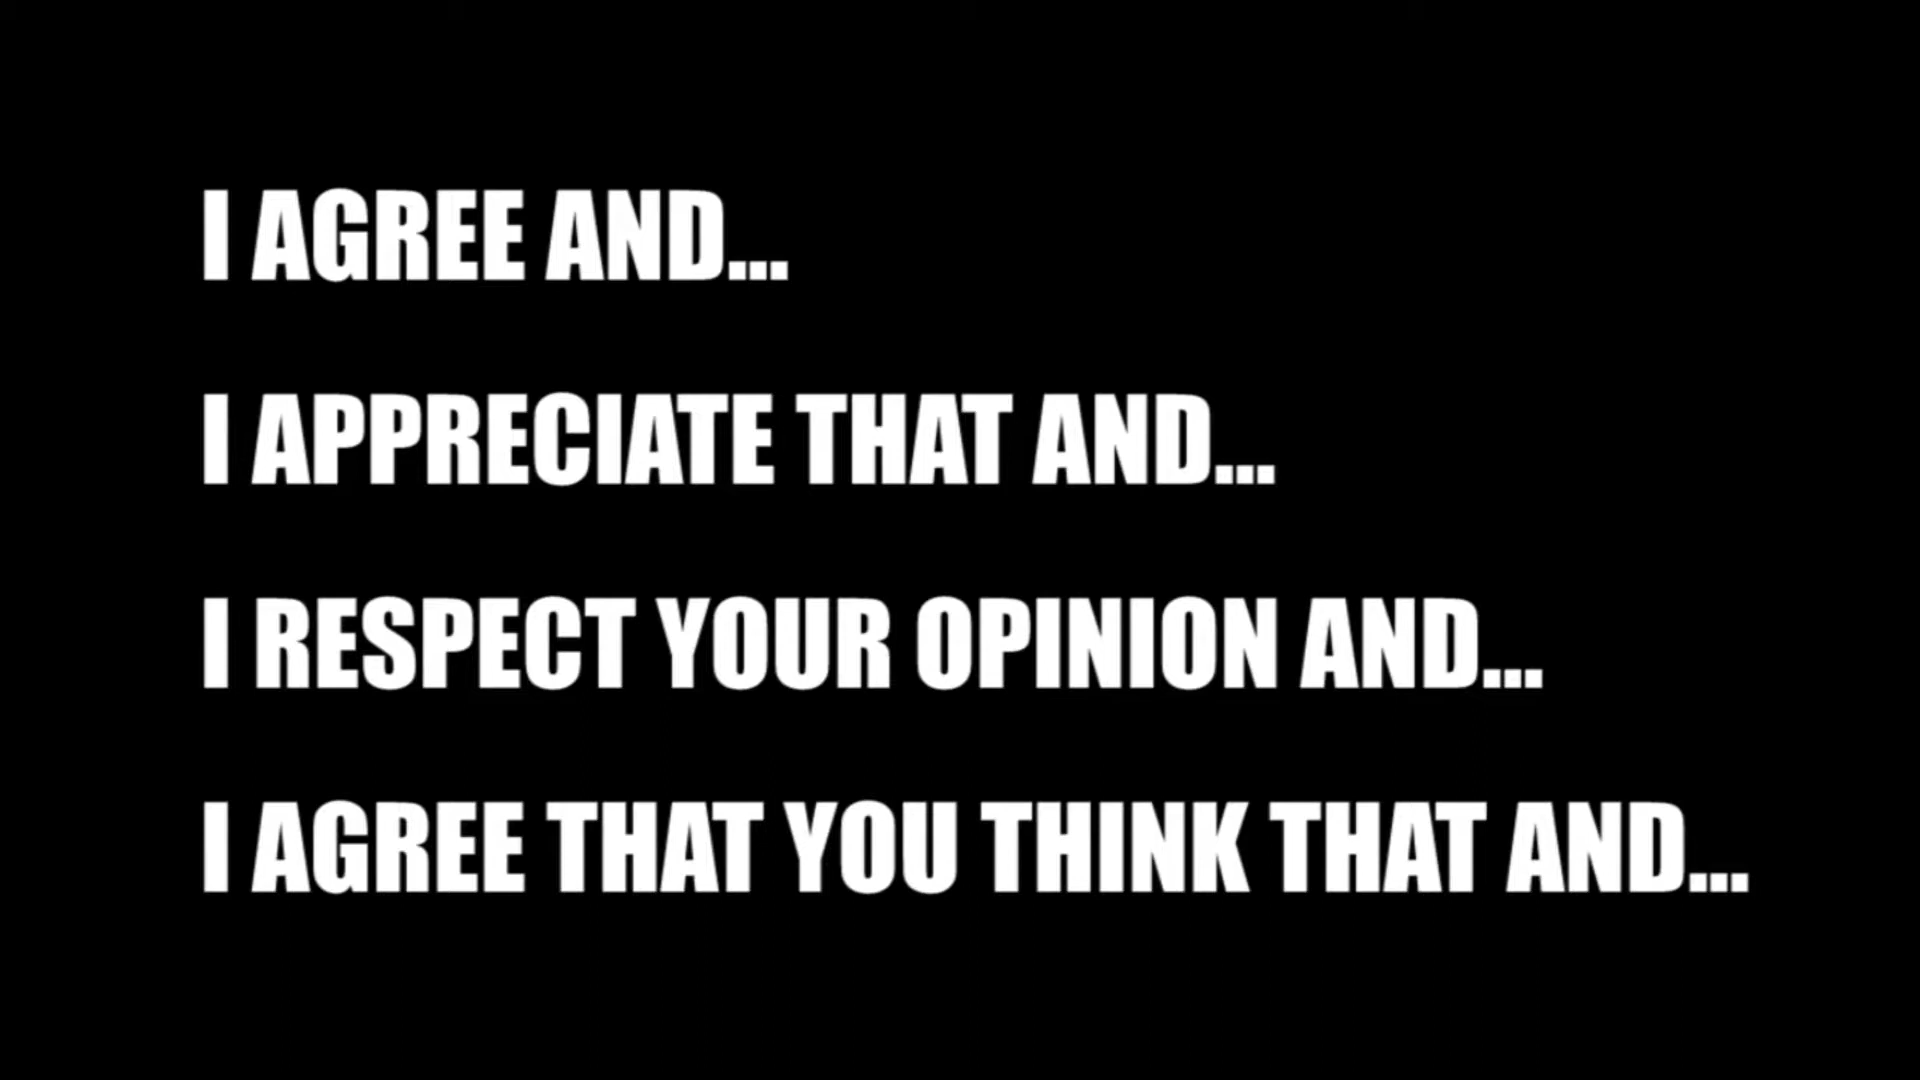 I AGREE AND...
I APPRECIATE THAT AND...
I RESPECT YOUR OPINION AND...
I AGREE THAT YOU THINK THAT AND...